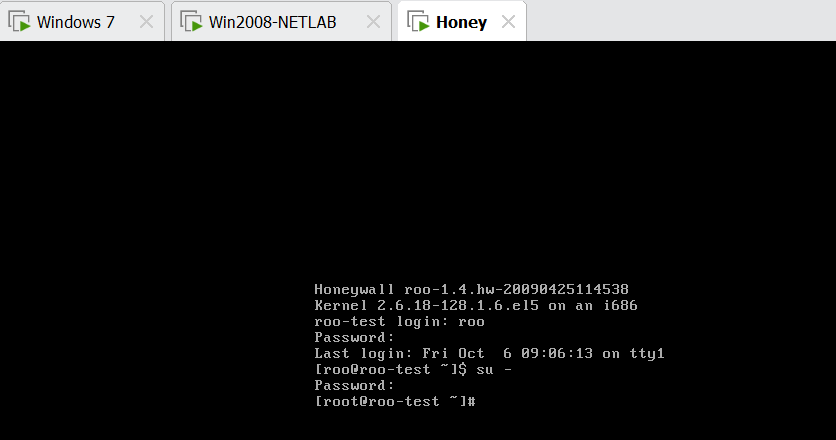 Windows 7
Win2008-NETLAB
Honey
Honeywall roo-1.4.hw-20090425114538
Kernel 2.6.18-128.1.6.el5 on an i686
roo-test login: roo
Password:
Last login: Fri Oct  6 09:06:13 on tty1
[roo@roo-test ~]$ su -
Password:
[root@roo-test ~]#